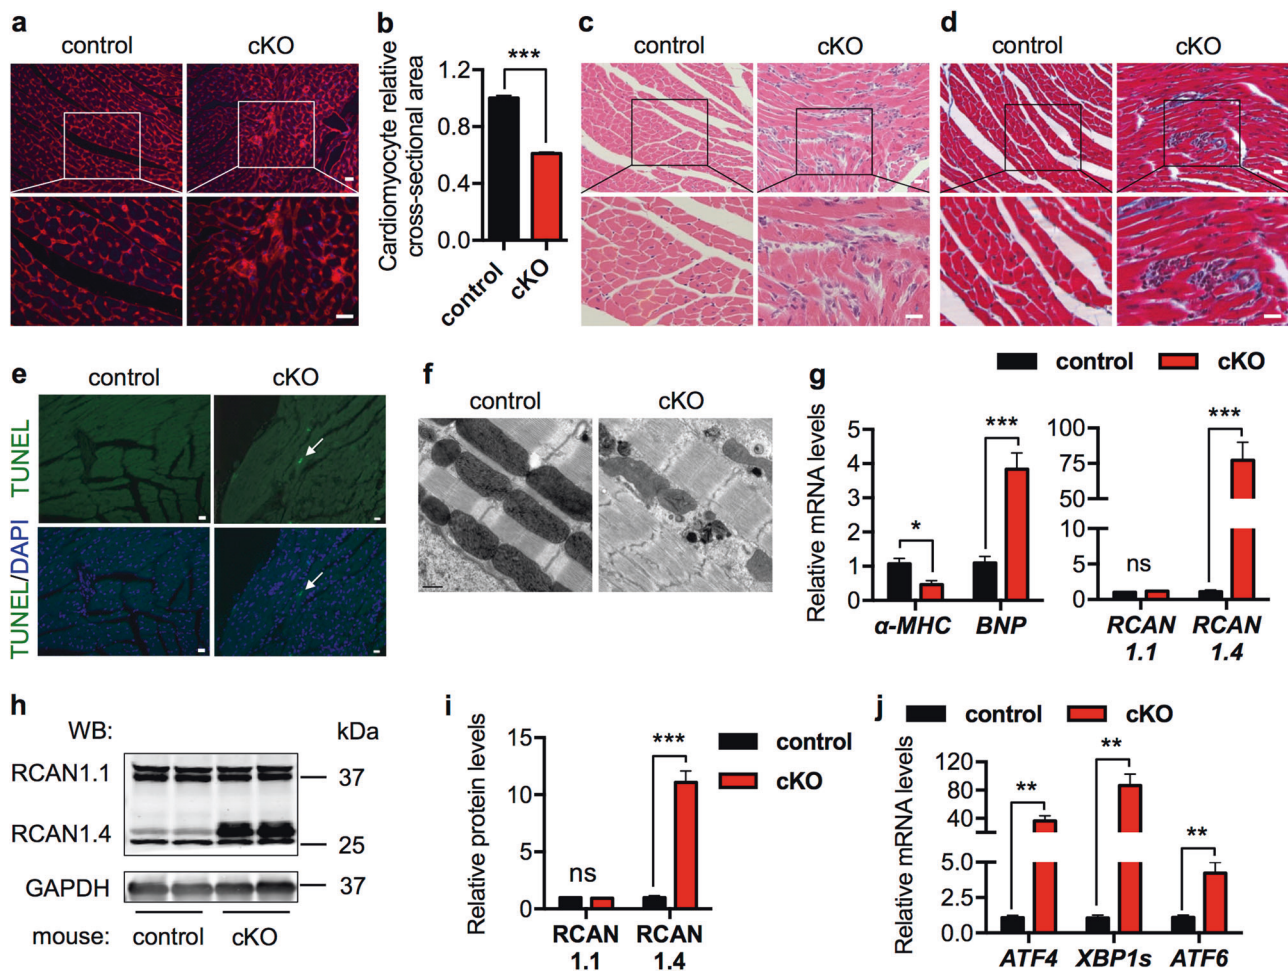 a
control
cKO
b
Cardiomyocyte relative
cross-sectional area
1.2
0.8
0.4
0.0
***
control
cKO
c
control
cKO
d
control
cKO
e
control
cKO
TUNEL
TUNEL/DAPI
f
control
cKO
g
control
cKO
Relative mRNA levels
5
4
3
2
1
0
*
***
α-MHC
BNP
100
75
50
10
5
0
ns
***
RCAN
1.1
RCAN
1.4
h
WB:
kDa
RCAN1.1
37
RCAN1.4
25
GAPDH
37
mouse:
control
cKO
i
Relative protein levels
15
10
5
0
ns
***
RCAN
1.1
RCAN
1.4
control
cKO
j
control
cKO
Relative mRNA levels
120
80
40
5.0
2.5
0.0
**
**
**
ATF4
XBP1s
ATF6